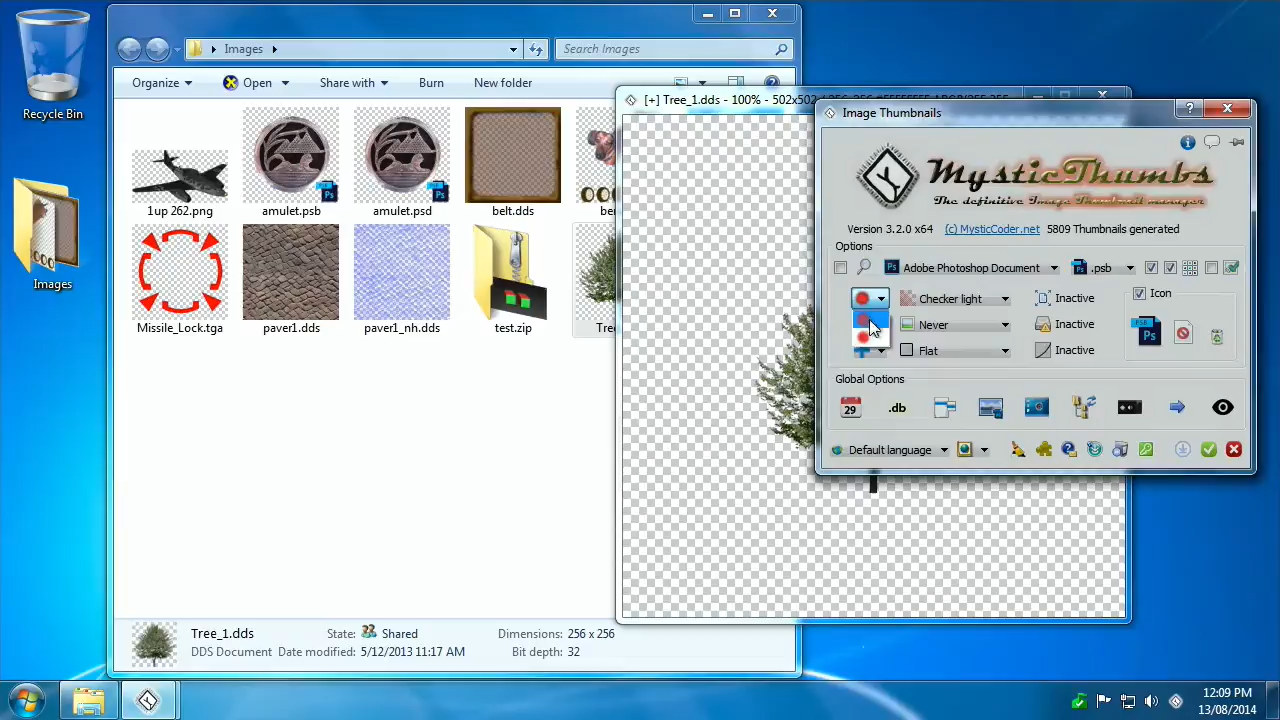 Recycle Bin
Images
Images
Search Images
Organize
Open
Share with
Burn
New folder
1up 262.png
amulet.psb
amulet.psd
belt.dds
Missile_Lock.tga
paver1.dds
paver1_nh.dds
test.zip
Tree_1.dds
State: Shared
Dimensions: 256 x 256
DDS Document
Date modified: 5/12/2013 11:17 AM
Bit depth: 32
[+] Tree_1.dds - 100% - 502x502
Image Thumbnails
MysticThumbs
The definitive Image Thumbnail manager
Version 3.2.0 x64
(c) MysticCoder.net
5809 Thumbnails generated
Options
Adobe Photoshop Document
.psb
Checker light
Inactive
Icon
Never
Inactive
Flat
Inactive
PSB
Ps
Global Options
29
.db
Default language
12:09 PM
13/08/2014